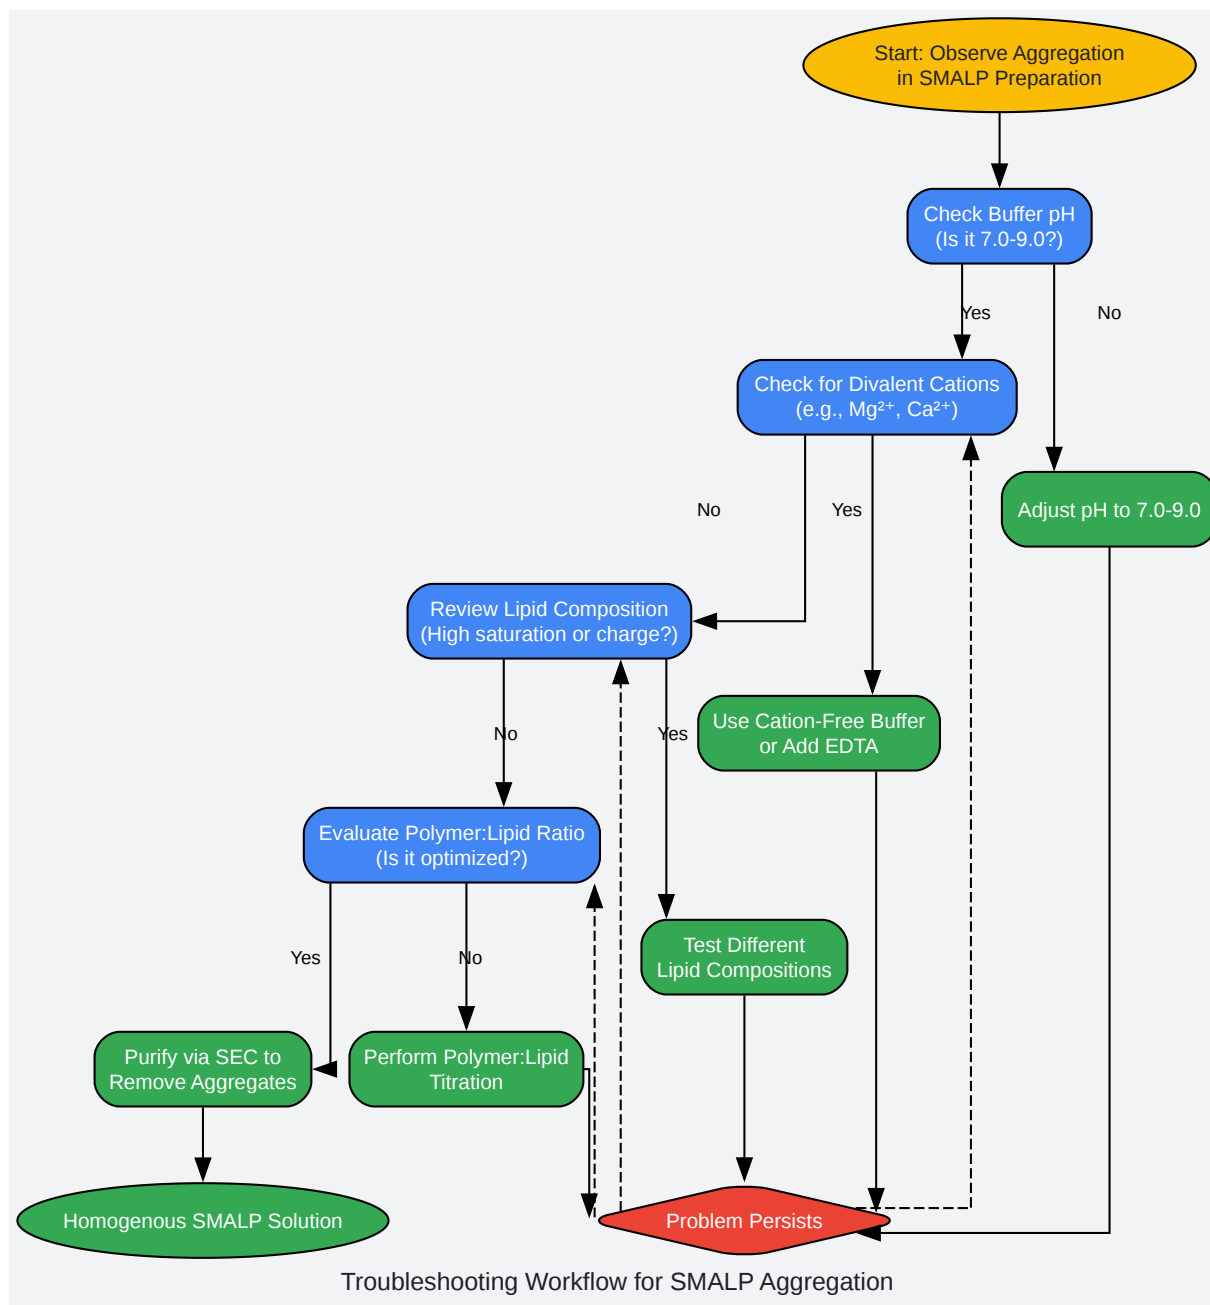 Start: Observe Aggregation
in SMALP Preparation
Check Buffer pH
(Is it 7.0-9.0?)
Yes
No
Check for Divalent Cations
(e.g., Mg²⁺, Ca²⁺)
No
Yes
Adjust pH to 7.0-9.0
Review Lipid Composition
(High saturation or charge?)
No
Yes
Use Cation-Free Buffer
or Add EDTA
Evaluate Polymer:Lipid Ratio
(Is it optimized?)
Yes
No
Test Different
Lipid Compositions
Purify via SEC to
Remove Aggregates
Perform Polymer:Lipid
Titration
Homogenous SMALP Solution
Problem Persists
Troubleshooting Workflow for SMALP Aggregation